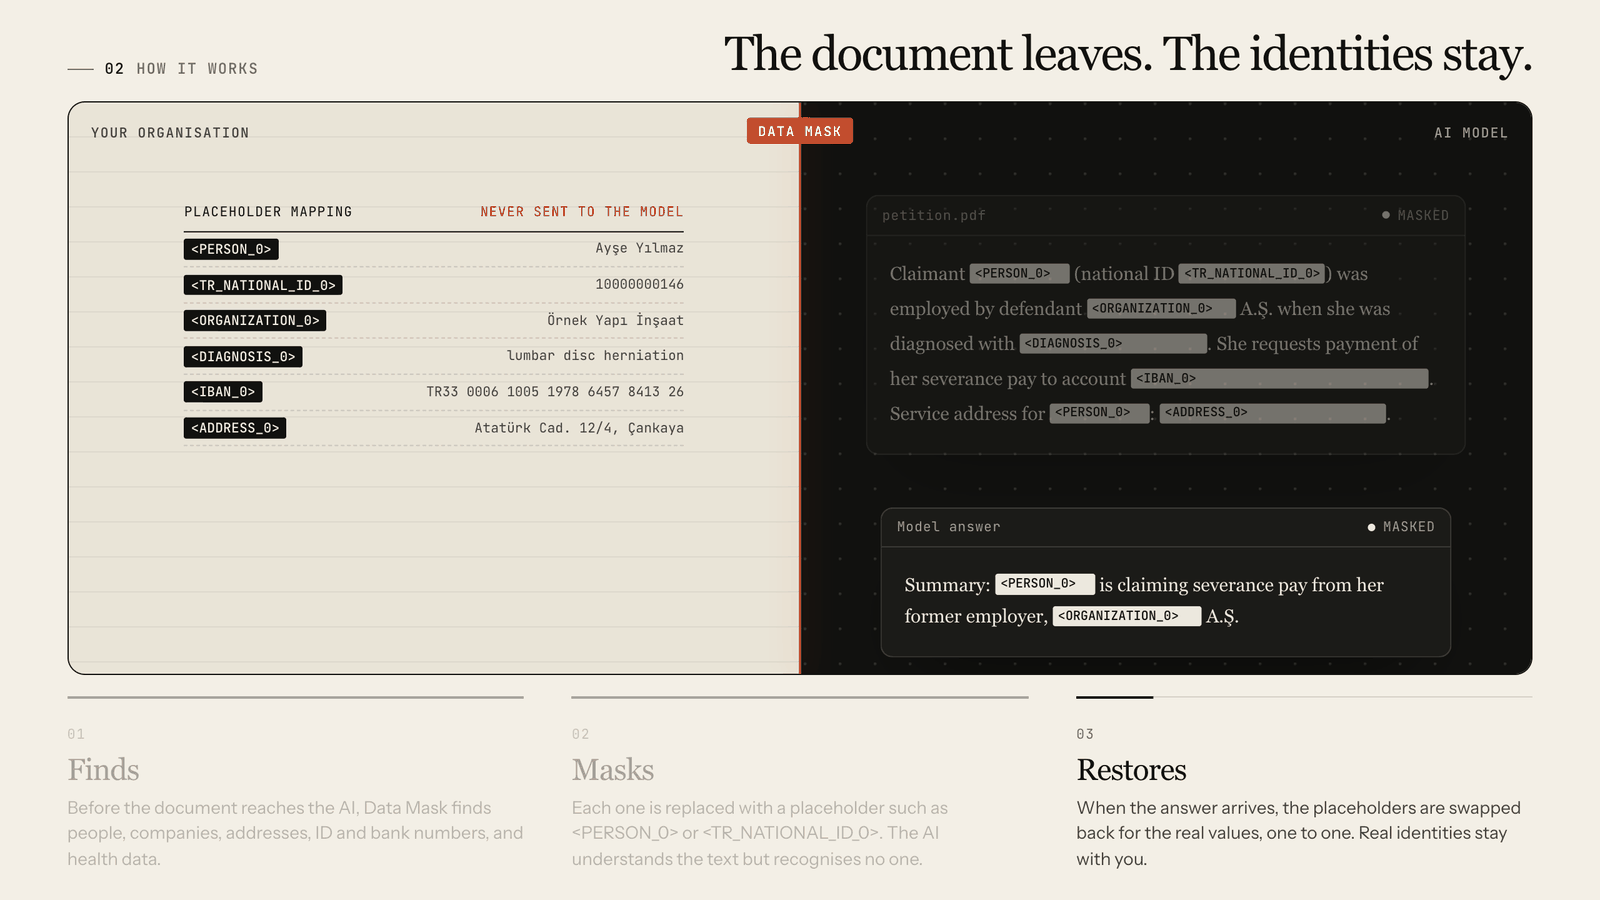 02 HOW IT WORKS
The document leaves. The identities stay.
YOUR ORGANISATION
DATA MASK
AI MODEL
PLACEHOLDER MAPPING NEVER SENT TO THE MODEL
<PERSON_0> Ayşe Yılmaz
<TR_NATIONAL_ID_0> 10000000146
<ORGANIZATION_0> Örnek Yapı İnşaat
<DIAGNOSIS_0> lumbar disc herniation
<IBAN_0> TR33 0006 1005 1978 6457 8413 26
<ADDRESS_0> Atatürk Cad. 12/4, Çankaya
petition.pdf MASKED
Claimant <PERSON_0> (national ID <TR_NATIONAL_ID_0>) was
employed by defendant <ORGANIZATION_0> A.Ş. when she was
diagnosed with <DIAGNOSIS_0>. She requests payment of
her severance pay to account <IBAN_0>.
Service address for <PERSON_0>: <ADDRESS_0>.
Model answer MASKED
Summary: <PERSON_0> is claiming severance pay from her
former employer, <ORGANIZATION_0> A.Ş.
01
Finds
Before the document reaches the AI, Data Mask finds
people, companies, addresses, ID and bank numbers, and
health data.
02
Masks
Each one is replaced with a placeholder such as
<PERSON_0> or <TR_NATIONAL_ID_0>. The AI
understands the text but recognises no one.
03
Restores
When the answer arrives, the placeholders are swapped
back for the real values, one to one. Real identities stay
with you.